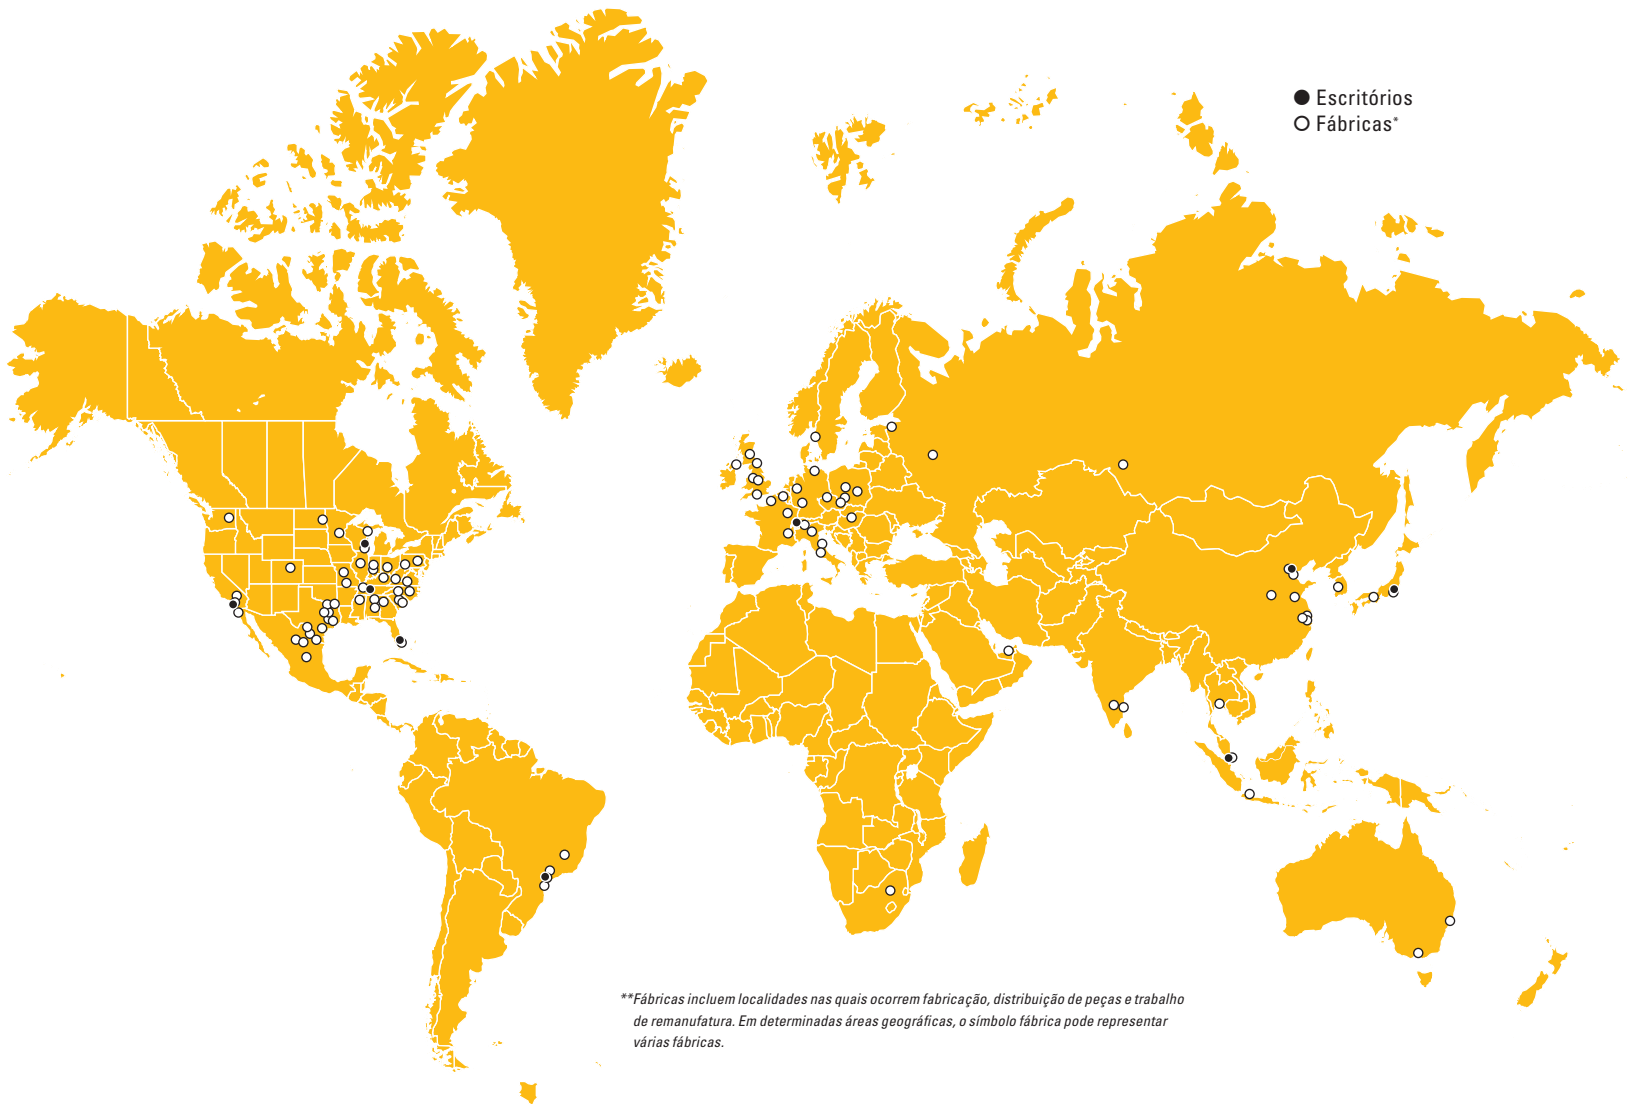 Escritórios
Fábricas*
**Fábricas incluem localidades nas quais ocorrem fabricação, distribuição de peças e trabalho
de remanufatura. Em determinadas áreas geográficas, o símbolo fábrica pode representar
várias fábricas.